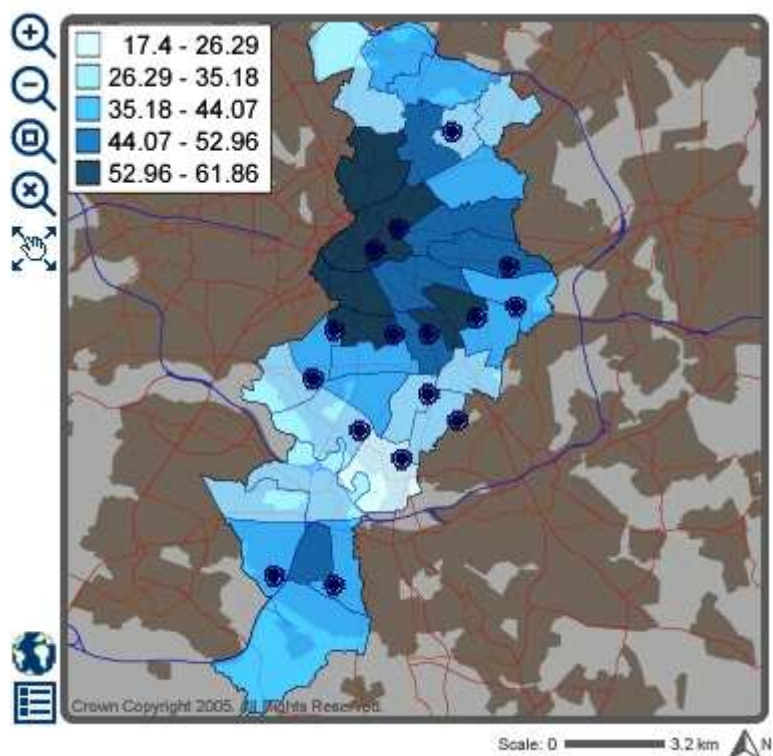 17.4 - 26.29
26.29 - 35.18
35.18 - 44.07
44.07 - 52.96
52.96 - 61.86
Crown Copyright 2005. All Rights Reserved.
Scale: 0 3.2 km N